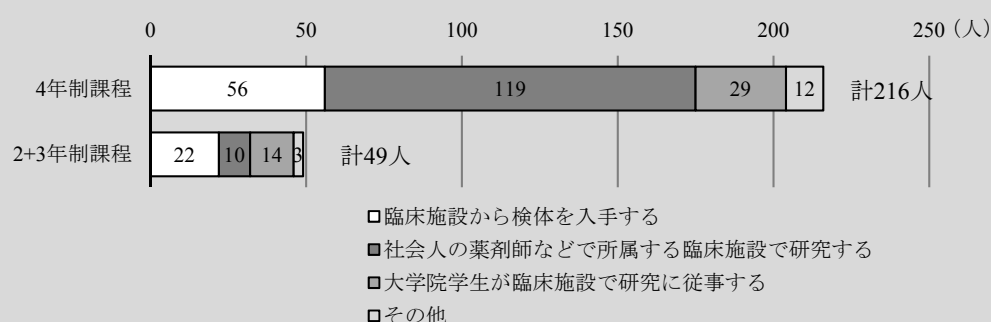 0 50 100 150 200 250（人）
4年制課程 56 119 29 12 計216人
2+3年制課程 22 10 14 3 計49人
臨床施設から検体を入手する
社会人の薬剤師などで所属する臨床施設で研究する
大学院学生が臨床施設で研究に従事する
その他